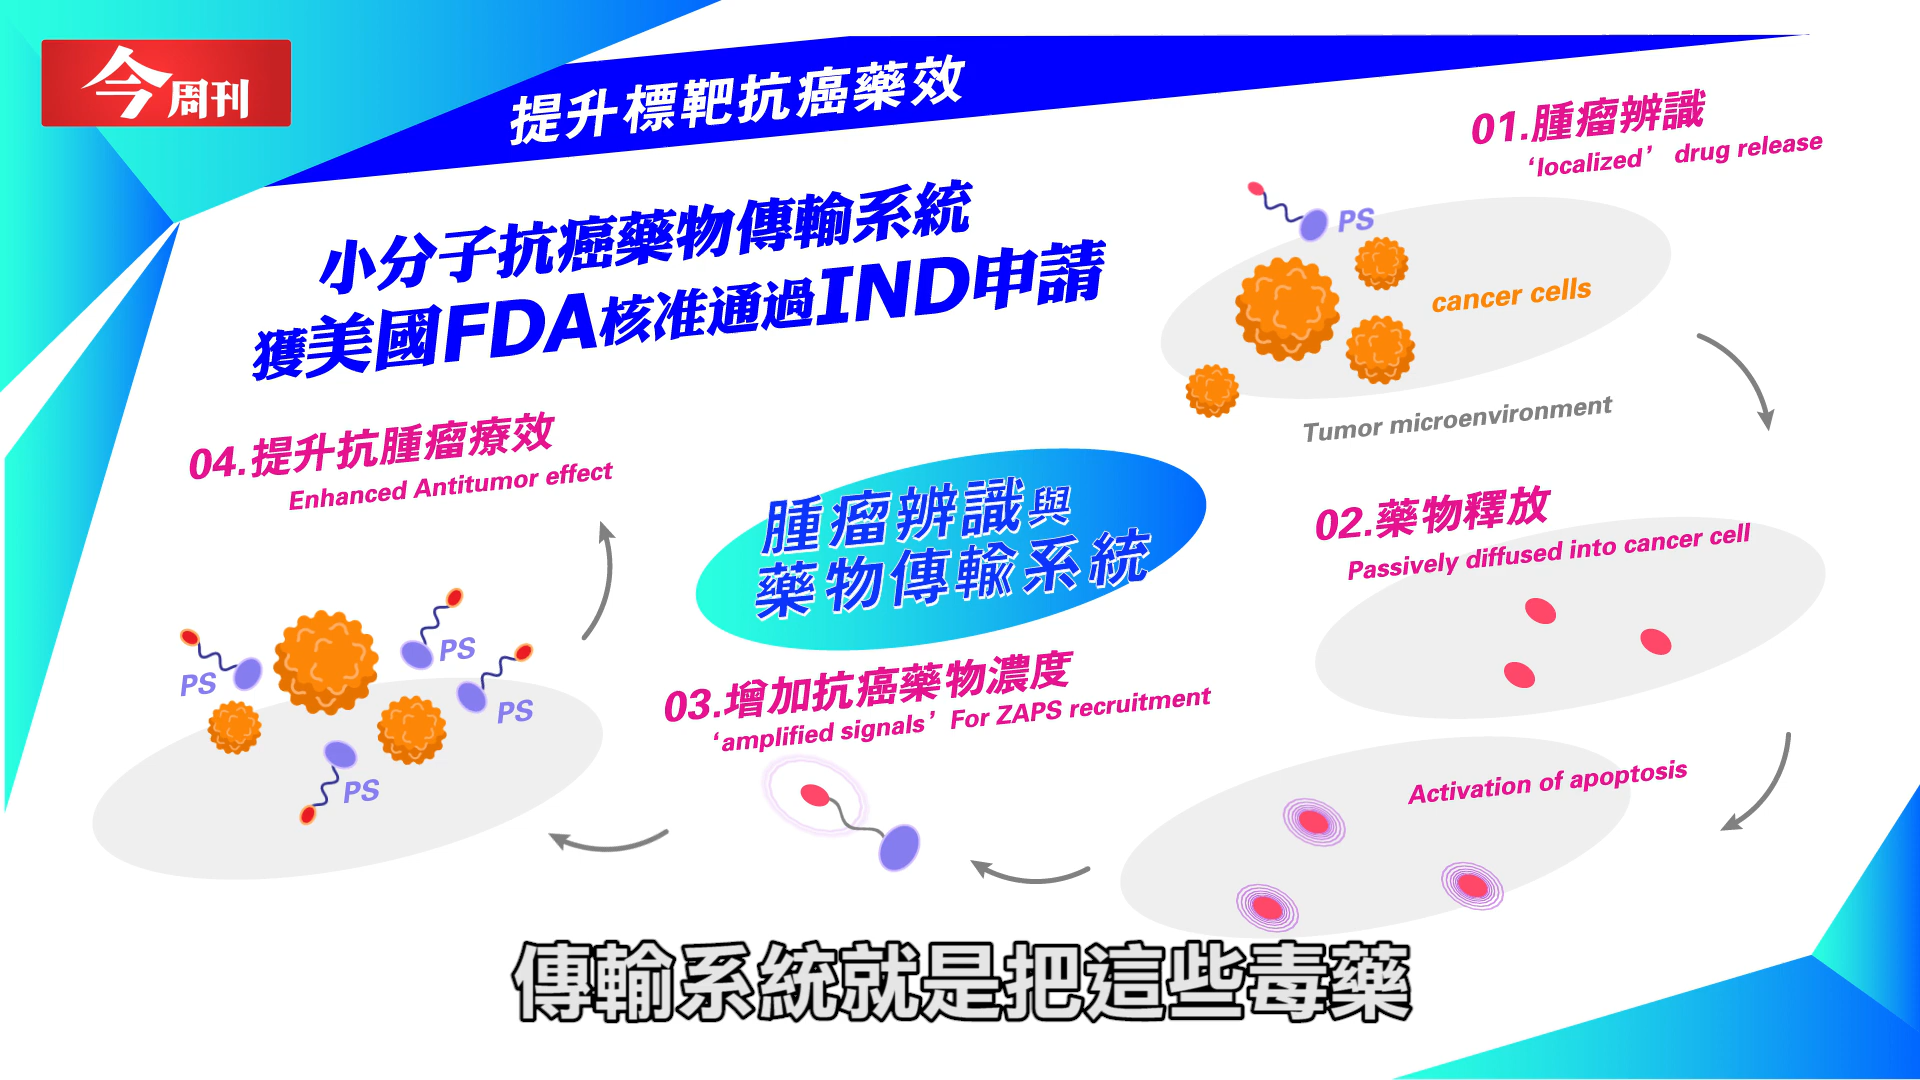 今周刊
提升標靶抗癌藥效
小分子抗癌藥物傳輸系統
獲美國FDA核准通過IND申請
01.腫瘤辨識
‘localized’ drug release
PS
cancer cells
Tumor microenvironment
02.藥物釋放
Passively diffused into cancer cell
Activation of apoptosis
腫瘤辨識與
藥物傳輸系統
03.增加抗癌藥物濃度
‘amplified signals’ For ZAPS recruitment
04.提升抗腫瘤療效
Enhanced Antitumor effect
PS
PS
PS
PS
傳輸系統就是把這些毒藥